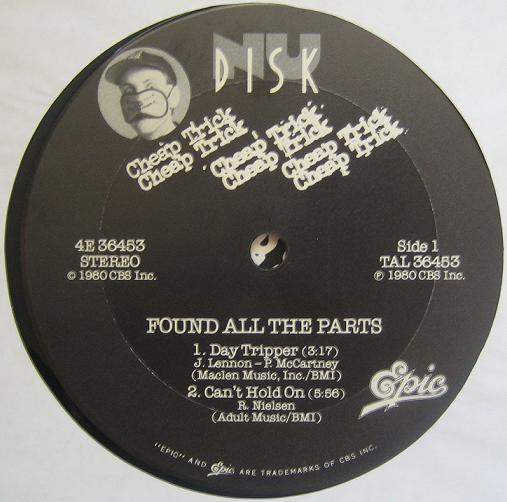 NU
DISK
Cheap Trick Cheap Trick Cheap Trick
Cheap Trick Cheap Trick Cheap Trick
4E 36453
STEREO
© 1980 CBS Inc.
Side 1
TAL 36453
℗ 1980 CBS Inc.
FOUND ALL THE PARTS
1. Day Tripper (3:17)
J. Lennon – P. McCartney
(Maclen Music, Inc./BMI)
2. Can't Hold On (5:56)
R. Nielsen
(Adult Music/BMI)
Epic
"EPIC" AND Epic ARE TRADEMARKS OF CBS INC.